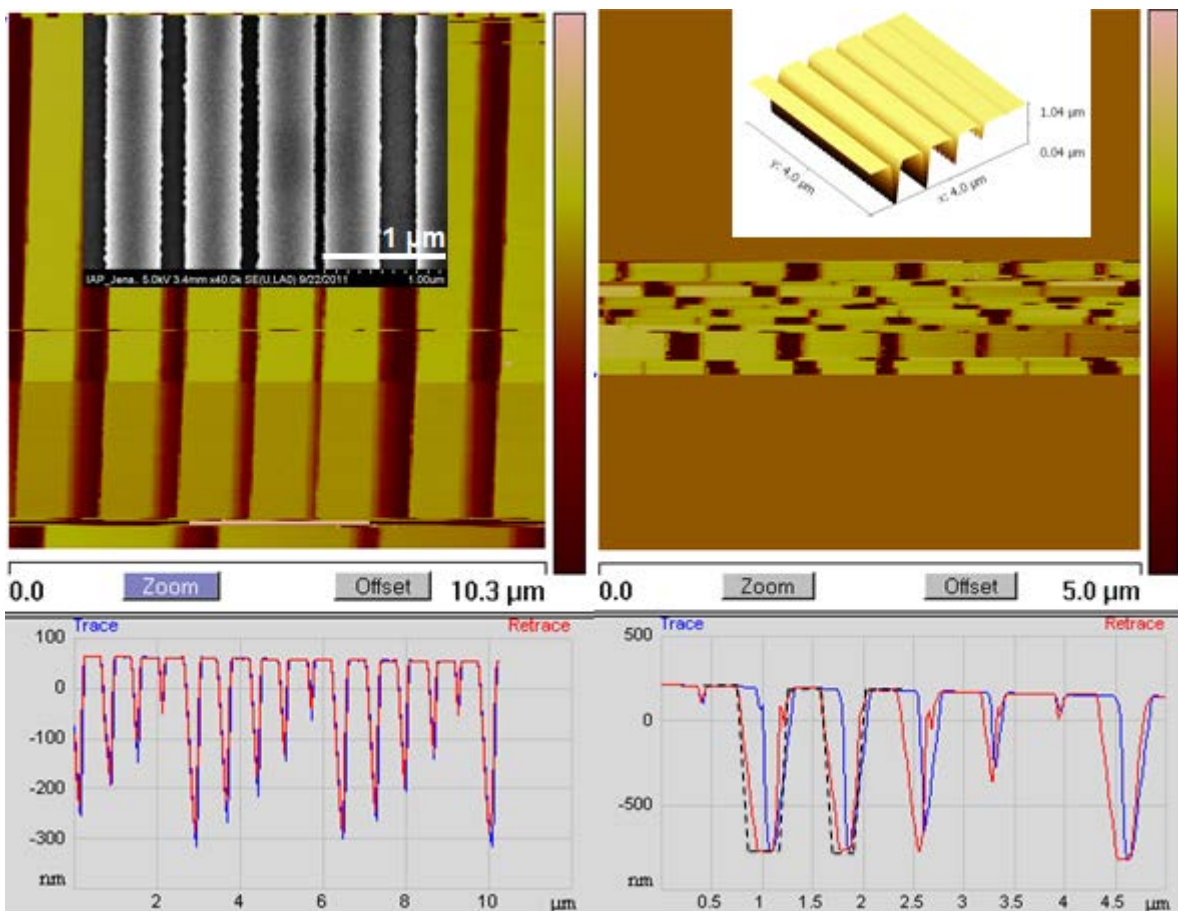 1 µm
IAP_Jena. 5.0kV 3.4mm x40.0k SE(U,LA0) 9/22/2011 1.00um
1.04 µm
0.04 µm
y: 4.0 µm
x: 4.0 µm
0.0 Zoom Offset 10.3 µm
0.0 Zoom Offset 5.0 µm
Trace Retrace
100
0
-100
-200
-300
nm
2 4 6 8 10 µm
Trace Retrace
500
0
-500
nm
0.5 1 1.5 2 2.5 3 3.5 4 4.5 µm